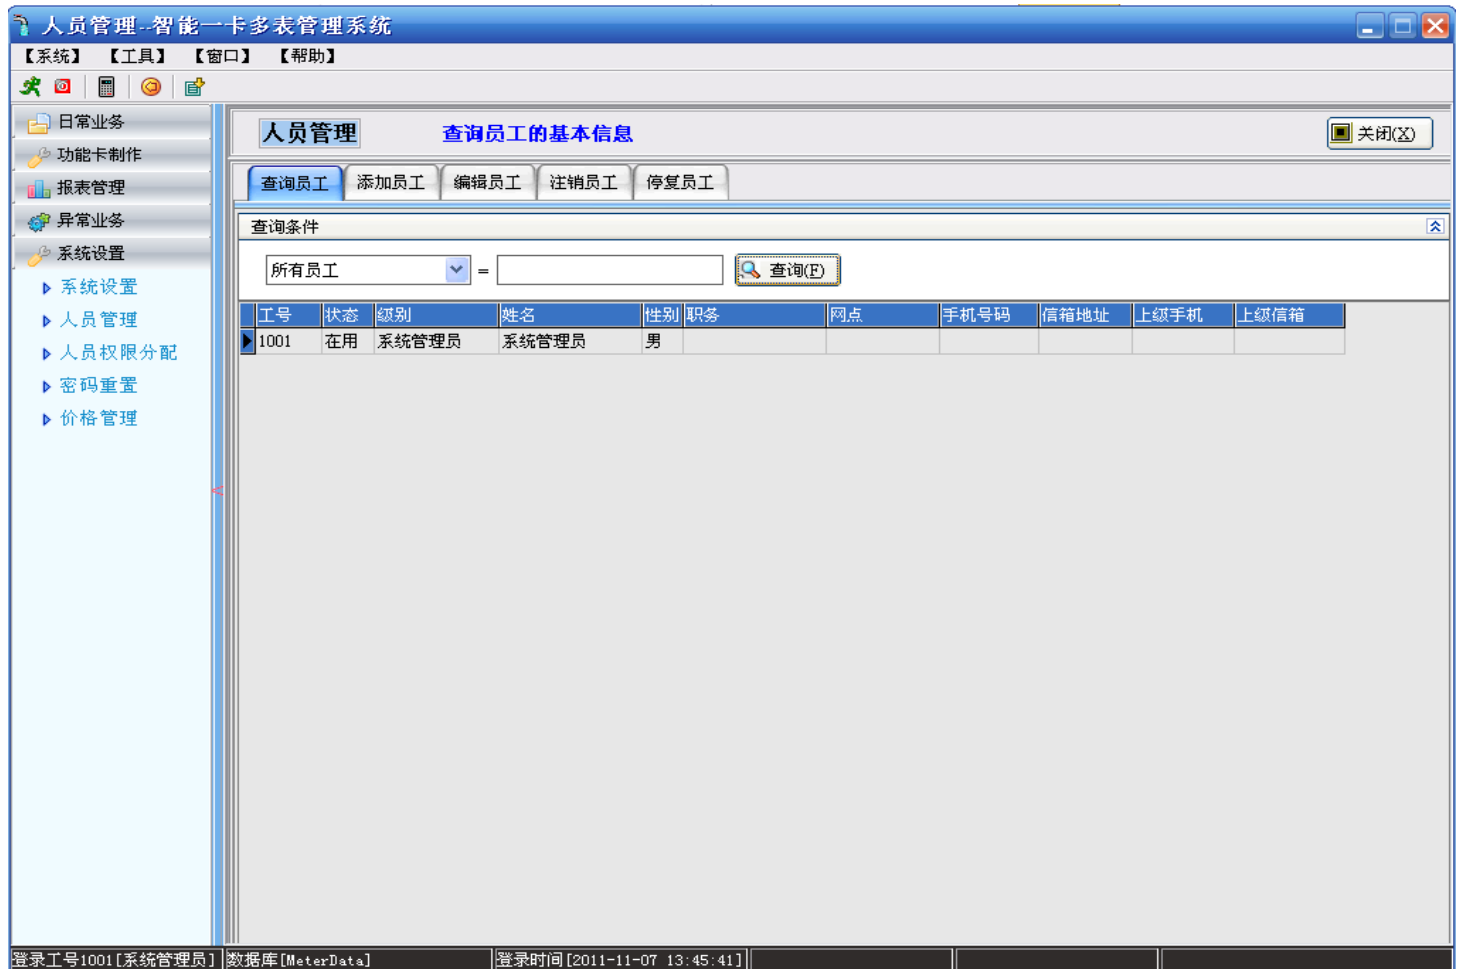 人员管理--智能一卡多表管理系统
【系统】 【工具】 【窗口】 【帮助】
日常业务
功能卡制作
报表管理
异常业务
系统设置
系统设置
人员管理
人员权限分配
密码重置
价格管理
人员管理 查询员工的基本信息 关闭(X)
查询员工 添加员工 编辑员工 注销员工 停复员工
查询条件
所有员工 = 查询(F)
工号 状态 级别 姓名 性别 职务 网点 手机号码 信箱地址 上级手机 上级信箱
1001 在用 系统管理员 系统管理员 男
登录工号1001[系统管理员] 数据库[MeterData] 登录时间[2011-11-07 13:45:41]